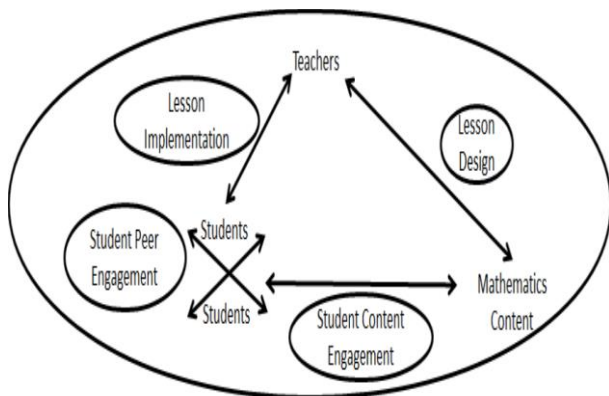 Teachers
Lesson
Implementation
Lesson
Design
Student Peer
Engagement
Students
Students
Mathematics
Content
Student Content
Engagement